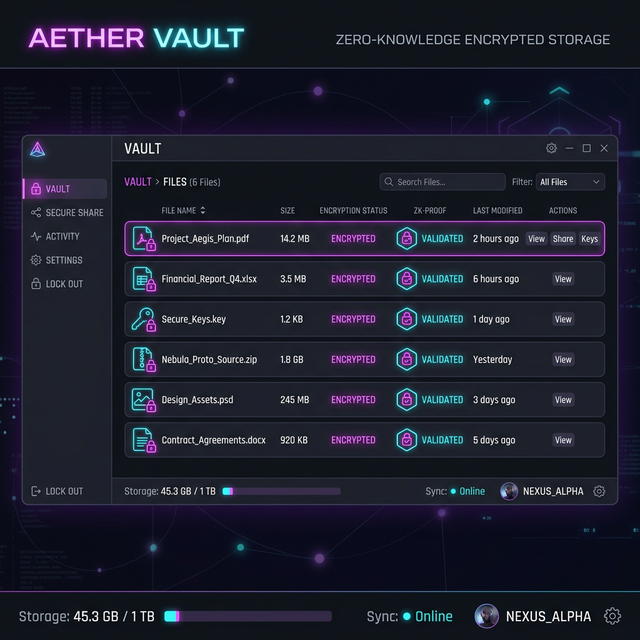 AETHER VAULT
ZERO-KNOWLEDGE ENCRYPTED STORAGE
VAULT
VAULT
SECURE SHARE
ACTIVITY
SETTINGS
LOCK OUT
LOCK OUT
VAULT > FILES (6 Files)
Search Files...
Filter: All Files
FILE NAME SIZE ENCRYPTION STATUS ZK-PROOF LAST MODIFIED ACTIONS
Project_Aegis_Plan.pdf 14.2 MB ENCRYPTED VALIDATED 2 hours ago View Share Keys
Financial_Report_Q4.xlsx 3.5 MB ENCRYPTED VALIDATED 6 hours ago View
Secure_Keys.key 1.2 KB ENCRYPTED VALIDATED 1 day ago View
Nebula_Proto_Source.zip 1.8 GB ENCRYPTED VALIDATED Yesterday View
Design_Assets.psd 245 MB ENCRYPTED VALIDATED 3 days ago View
Contract_Agreements.docx 920 KB ENCRYPTED VALIDATED 5 days ago View
Storage: 45.3 GB / 1 TB Sync: Online NEXUS_ALPHA
Storage: 45.3 GB / 1 TB Sync: Online NEXUS_ALPHA